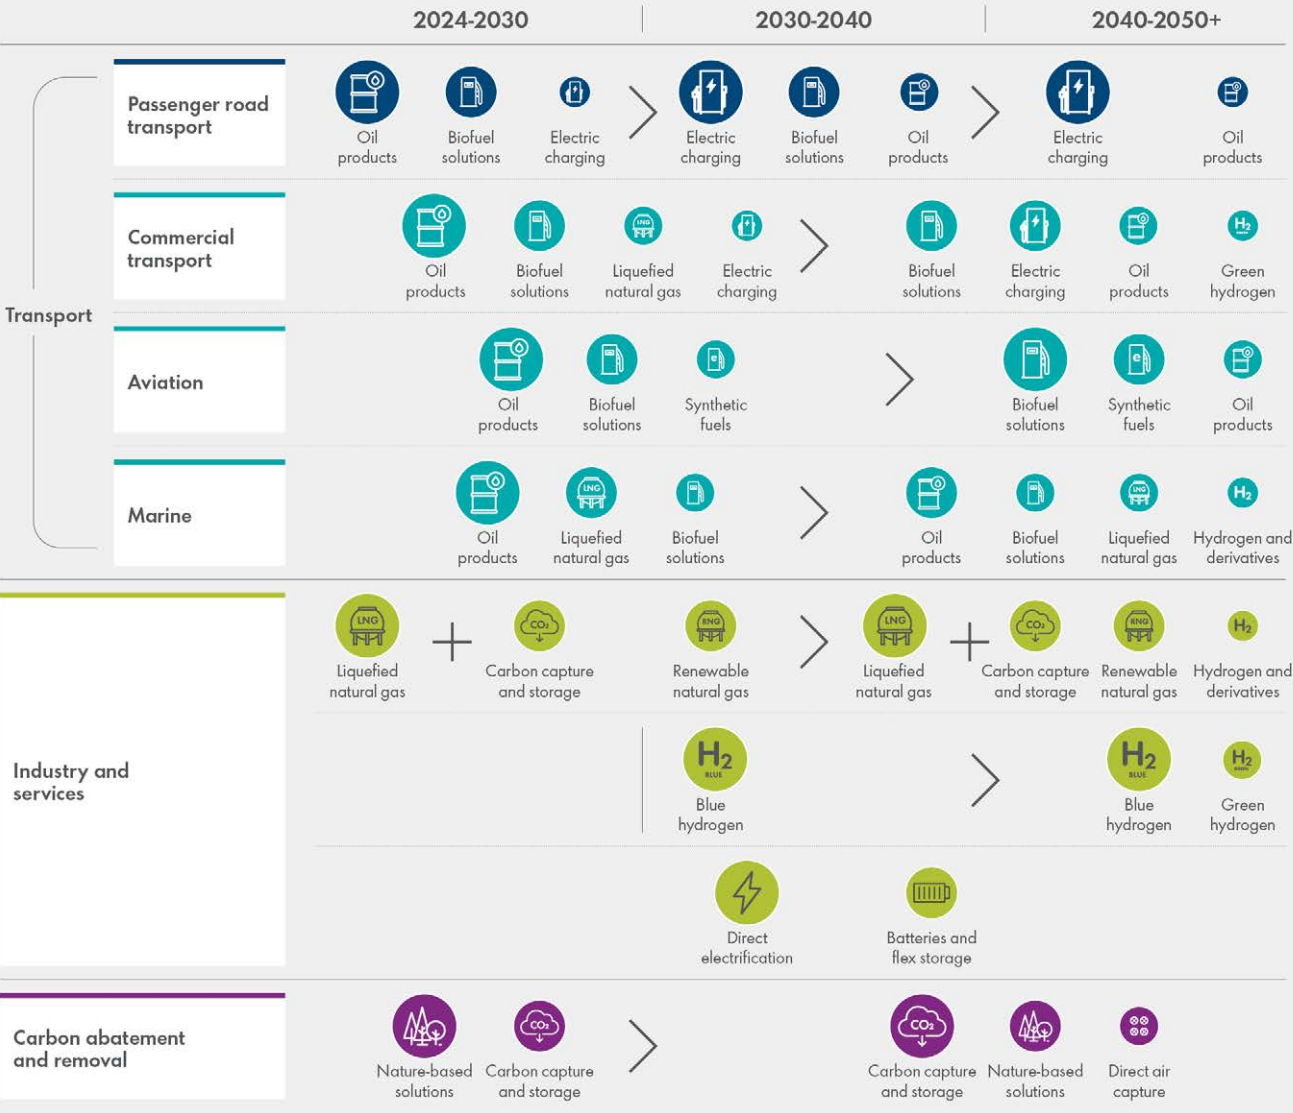 2024-2030
2030-2040
2040-2050+
Transport
Passenger road
transport
Oil
products
Biofuel
solutions
Electric
charging
Electric
charging
Biofuel
solutions
Oil
products
Electric
charging
Oil
products
Commercial
transport
Oil
products
Biofuel
solutions
LNG
Liquefied
natural gas
Electric
charging
Biofuel
solutions
Electric
charging
Oil
products
H2
Green
hydrogen
Aviation
Oil
products
Biofuel
solutions
e
Synthetic
fuels
Biofuel
solutions
e
Synthetic
fuels
Oil
products
Marine
Oil
products
LNG
Liquefied
natural gas
Biofuel
solutions
Oil
products
Biofuel
solutions
LNG
Liquefied
natural gas
H2
Hydrogen and
derivatives
Industry and
services
LNG
Liquefied
natural gas
+
CO2
Carbon capture
and storage
RNG
Renewable
natural gas
LNG
Liquefied
natural gas
+
CO2
Carbon capture
and storage
RNG
Renewable
natural gas
H2
Hydrogen and
derivatives
H2
BLUE
Blue
hydrogen
H2
BLUE
Blue
hydrogen
H2
Green
hydrogen
Direct
electrification
Batteries and
flex storage
Carbon abatement
and removal
Nature-based
solutions
CO2
Carbon capture
and storage
CO2
Carbon capture
and storage
Nature-based
solutions
Direct air
capture